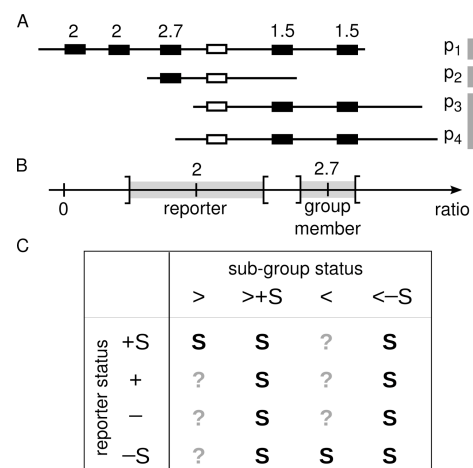 A
2 2 2.7 1.5 1.5
p1
p2
p3
p4
B
2 2.7
0 reporter group member ratio
C
sub-group status
> >+S < <−S
reporter status
+S S S ? S
+ ? S ? S
− ? S ? S
−S ? S S S